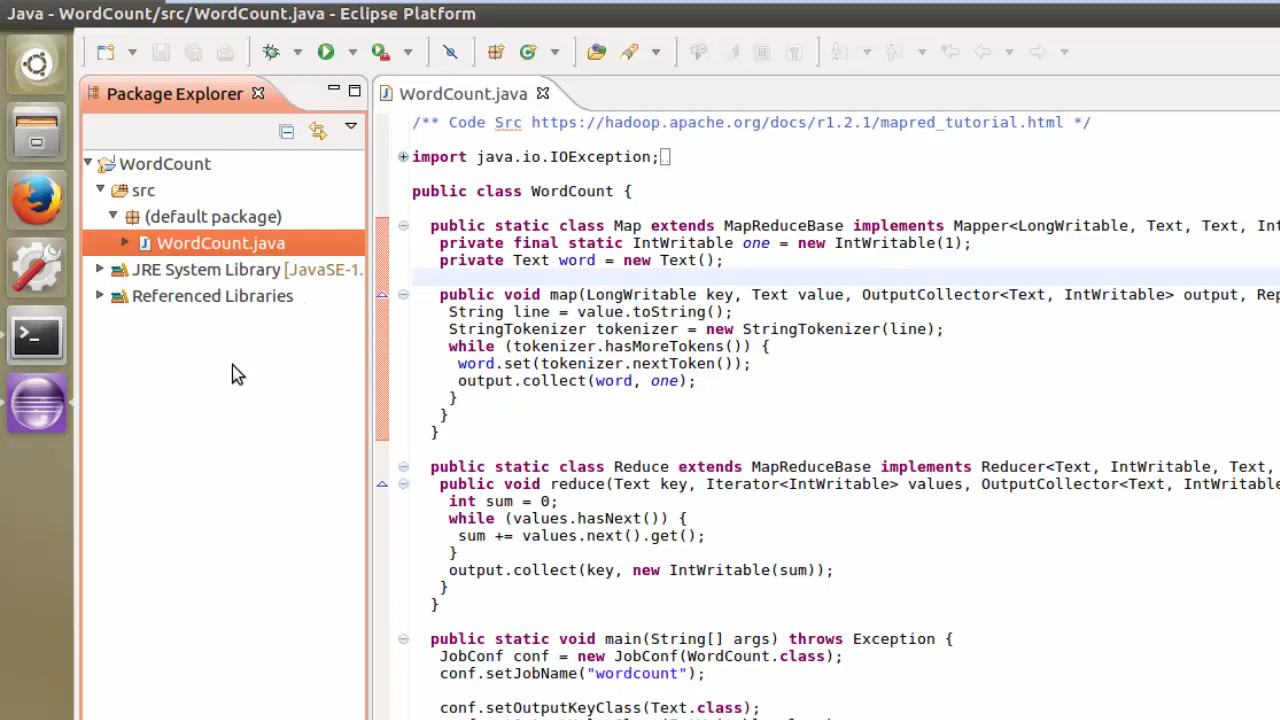 Java - WordCount/src/WordCount.java - Eclipse Platform
Package Explorer
WordCount
src
(default package)
WordCount.java
JRE System Library [JavaSE-1.
Referenced Libraries
WordCount.java
/** Code Src https://hadoop.apache.org/docs/r1.2.1/mapred_tutorial.html */
import java.io.IOException;
public class WordCount {
public static class Map extends MapReduceBase implements Mapper<LongWritable, Text, Text, Int
private final static IntWritable one = new IntWritable(1);
private Text word = new Text();
public void map(LongWritable key, Text value, OutputCollector<Text, IntWritable> output, Rep
String line = value.toString();
StringTokenizer tokenizer = new StringTokenizer(line);
while (tokenizer.hasMoreTokens()) {
word.set(tokenizer.nextToken());
output.collect(word, one);
}
}
}
public static class Reduce extends MapReduceBase implements Reducer<Text, IntWritable, Text,
public void reduce(Text key, Iterator<IntWritable> values, OutputCollector<Text, IntWritable
int sum = 0;
while (values.hasNext()) {
sum += values.next().get();
}
output.collect(key, new IntWritable(sum));
}
}
public static void main(String[] args) throws Exception {
JobConf conf = new JobConf(WordCount.class);
conf.setJobName("wordcount");
conf.setOutputKeyClass(Text.class);